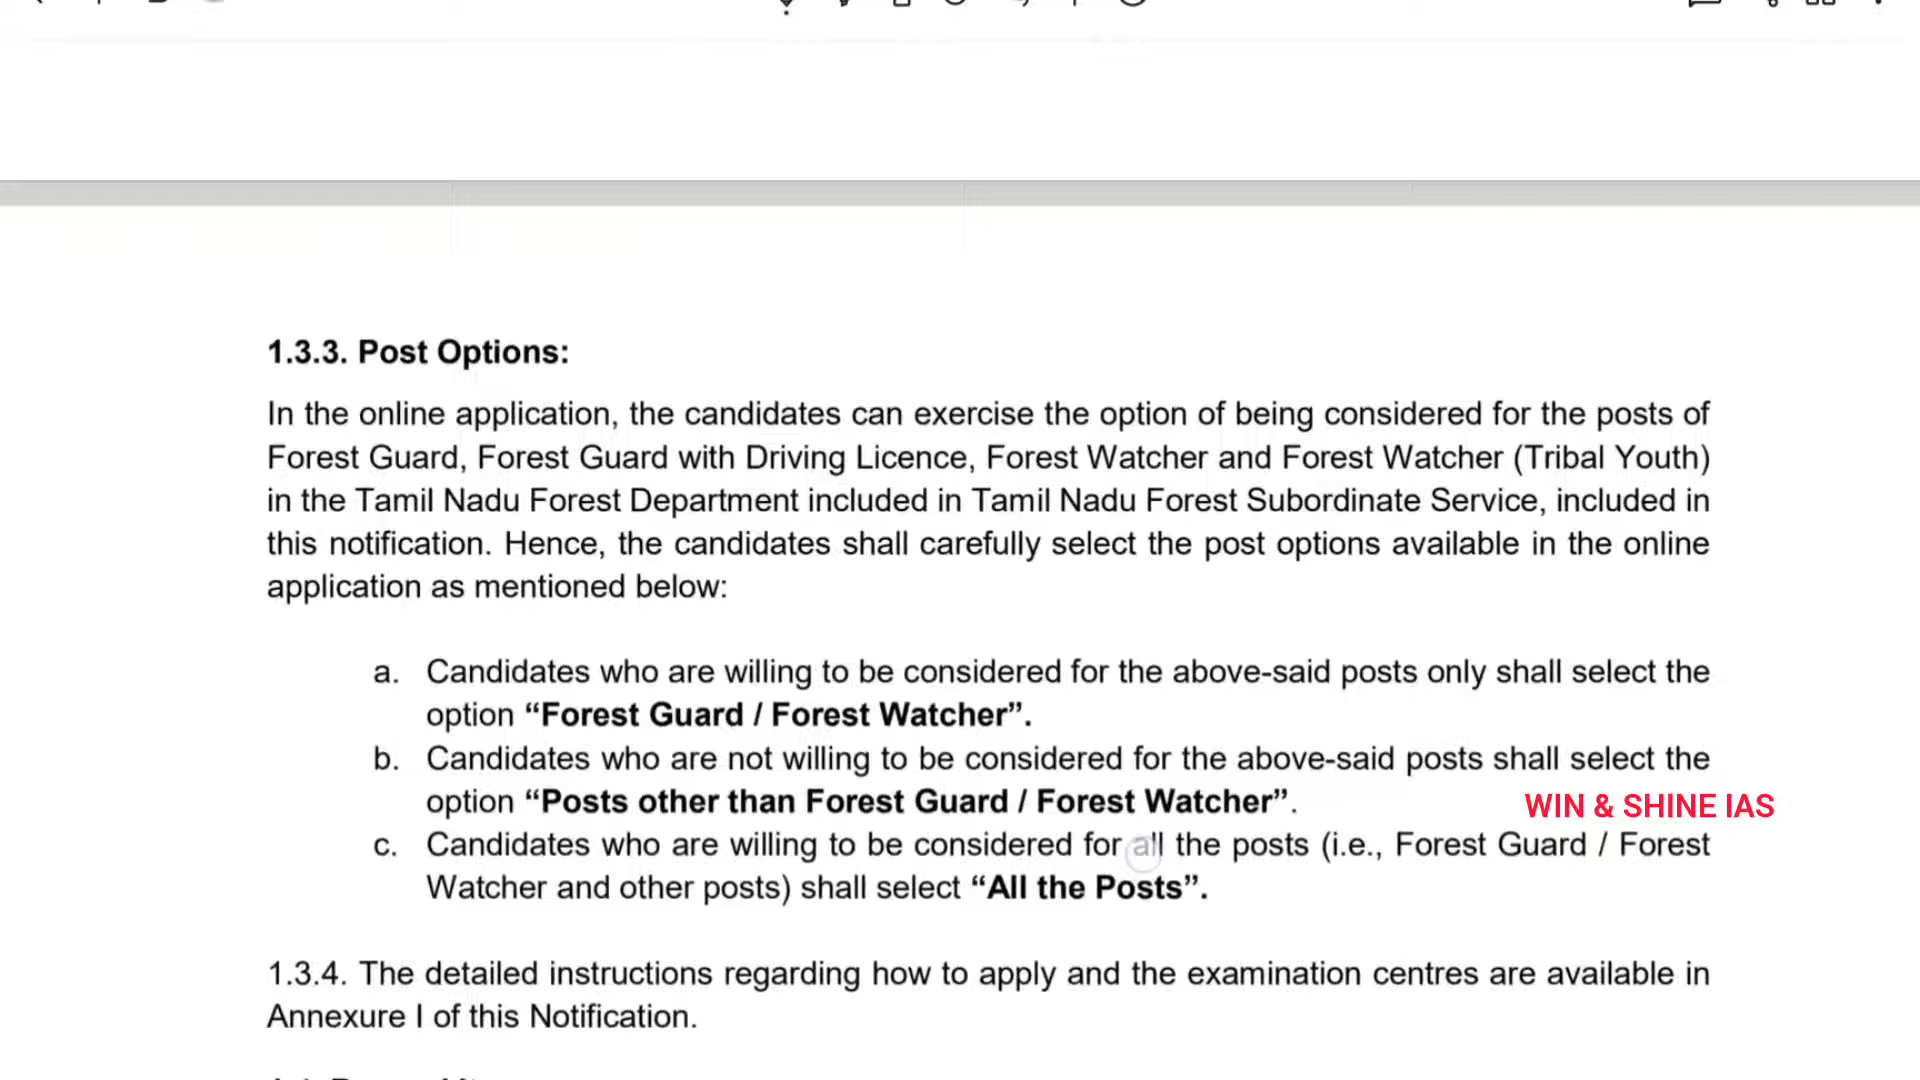 1.3.3. Post Options:
In the online application, the candidates can exercise the option of being considered for the posts of
Forest Guard, Forest Guard with Driving Licence, Forest Watcher and Forest Watcher (Tribal Youth)
in the Tamil Nadu Forest Department included in Tamil Nadu Forest Subordinate Service, included in
this notification. Hence, the candidates shall carefully select the post options available in the online
application as mentioned below:
a. Candidates who are willing to be considered for the above-said posts only shall select the
option “Forest Guard / Forest Watcher”.
b. Candidates who are not willing to be considered for the above-said posts shall select the
option “Posts other than Forest Guard / Forest Watcher”.
WIN & SHINE IAS
c. Candidates who are willing to be considered for all the posts (i.e., Forest Guard / Forest
Watcher and other posts) shall select “All the Posts”.
1.3.4. The detailed instructions regarding how to apply and the examination centres are available in
Annexure I of this Notification.